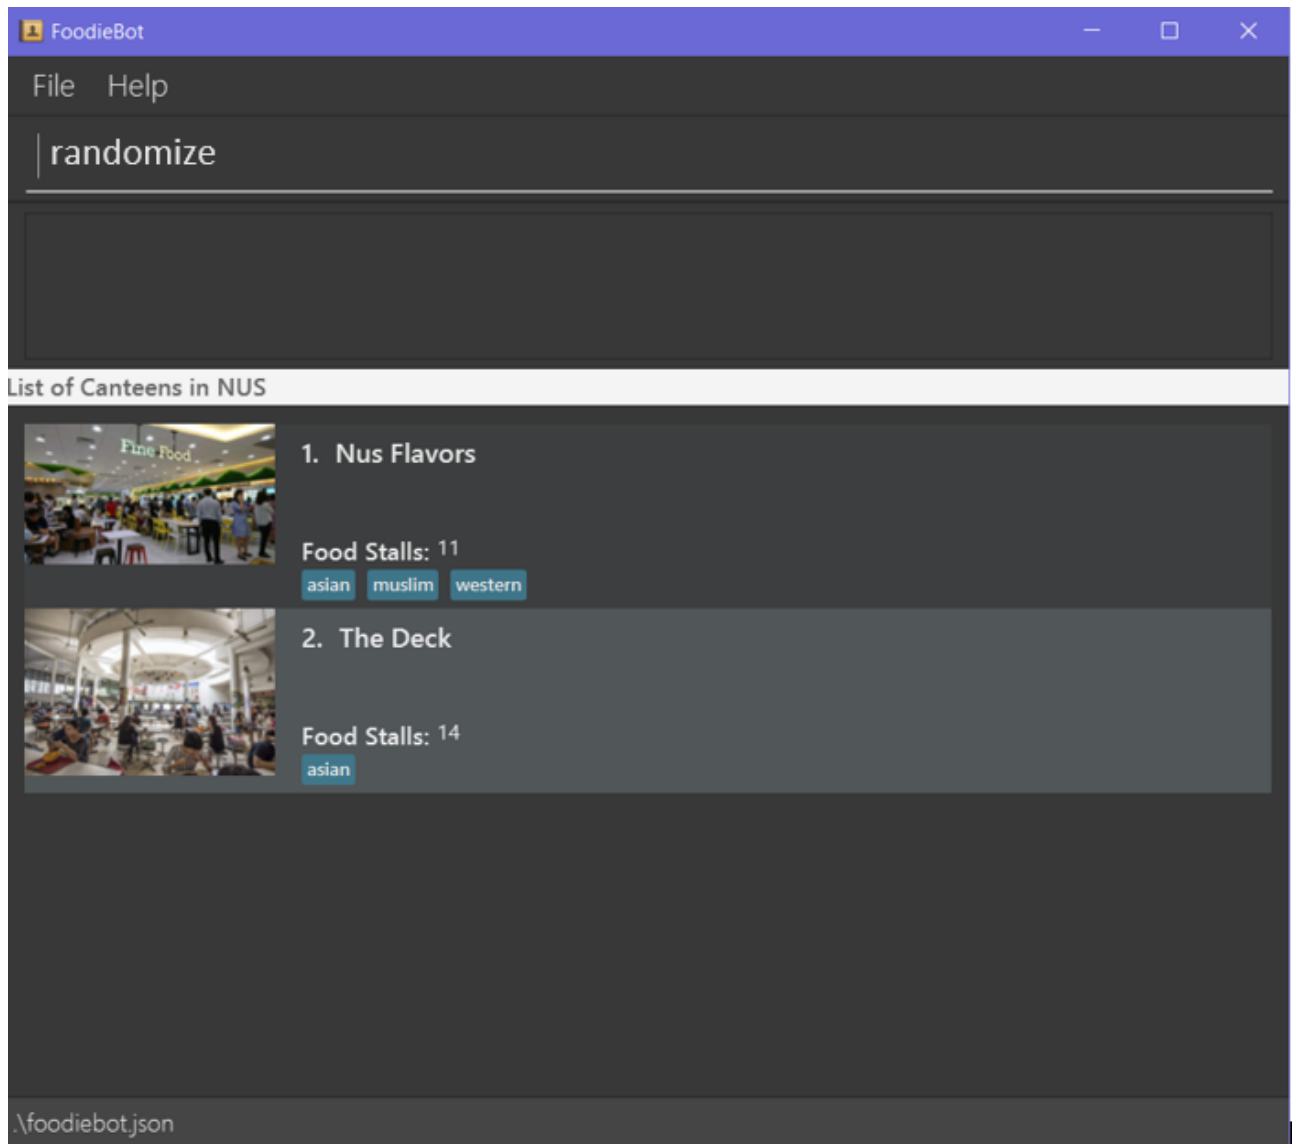 FoodieBot
File Help
randomize
List of Canteens in NUS
Fine Food
1. Nus Flavors
Food Stalls: 11
asian muslim western
2. The Deck
Food Stalls: 14
asian
.\foodiebot.json